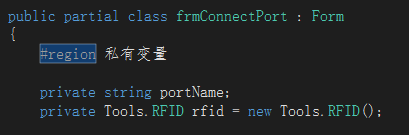 public partial class frmConnectPort : Form
{
#region 私有变量
private string portName;
private Tools.RFID rfid = new Tools.RFID();